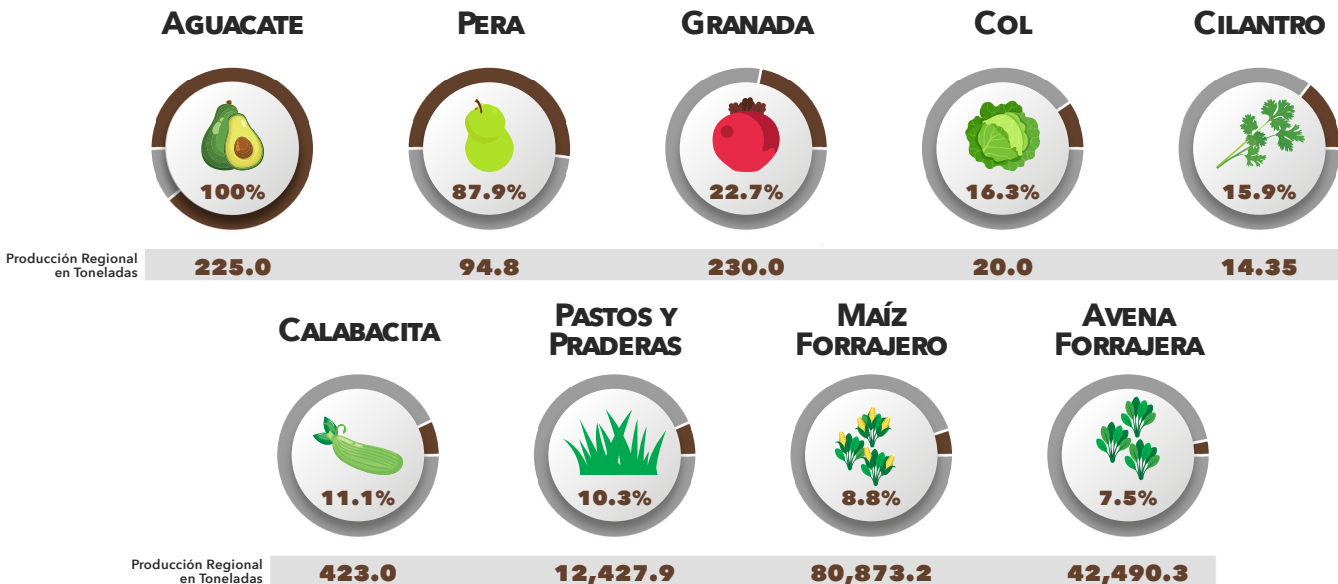 AGUACATE
PERA
GRANADA
COL
CILANTRO
100%
87.9%
22.7%
16.3%
15.9%
Producción Regional
en Toneladas
225.0
94.8
230.0
20.0
14.35
CALABACITA
PASTOS Y
PRADERAS
MAÍZ
FORRAJERO
AVENA
FORRAJERA
11.1%
10.3%
8.8%
7.5%
Producción Regional
en Toneladas
423.0
12,427.9
80,873.2
42,490.3